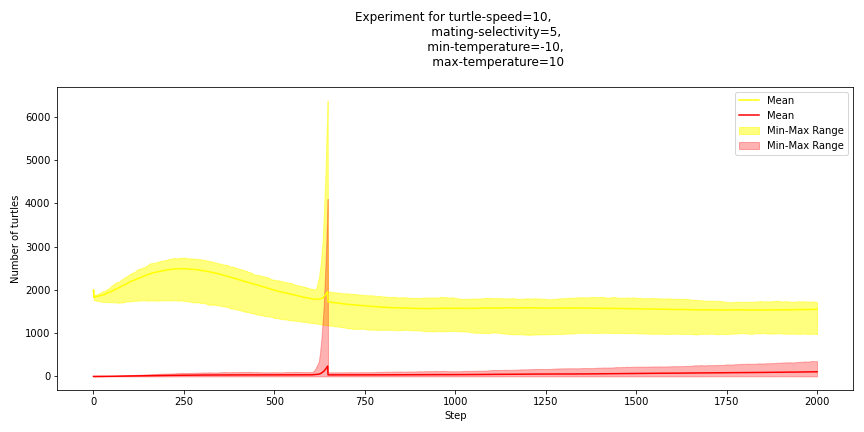 Experiment for turtle-speed=10,
mating-selectivity=5,
min-temperature=-10,
max-temperature=10
Mean
Mean
Min-Max Range
Min-Max Range
Number of turtles
6000
5000
4000
3000
2000
1000
0
0 250 500 750 1000 1250 1500 1750 2000
Step